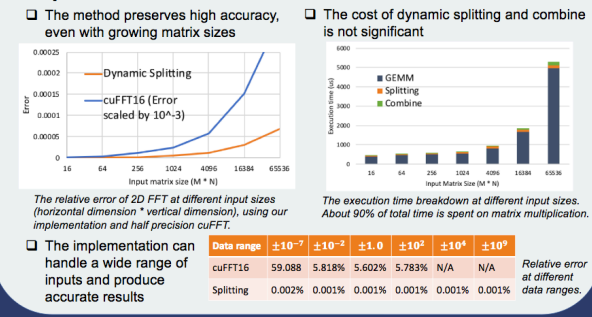 ❑ The method preserves high accuracy,
even with growing matrix sizes
0.00025
0.0002
0.00015
0.0001
0.00005
0
Error
Dynamic Splitting
cuFFT16 (Error
scaled by 10^-3)
16 64 256 1024 4096 16384 65536
Input matrix size (M * N)
The relative error of 2D FFT at different input sizes
(horizontal dimension * vertical dimension), using our
implementation and half precision cuFFT.
❑ The cost of dynamic splitting and combine
is not significant
6000
5000
4000
3000
2000
1000
0
Execution time (us)
GEMM
Splitting
Combine
16 64 256 1024 4096 16384 65536
Input Matrix Size (M * N)
The execution time breakdown at different input sizes.
About 90% of total time is spent on matrix multiplication.
❑ The implementation can
handle a wide range of
inputs and produce
accurate results
Data range ±10⁻⁷ ±10⁻² ±1.0 ±10² ±10⁴ ±10⁹
cuFFT16 59.088 5.818% 5.602% 5.783% N/A N/A
Splitting 0.002% 0.001% 0.001% 0.001% 0.001% 0.001%
Relative error
at different
data ranges.